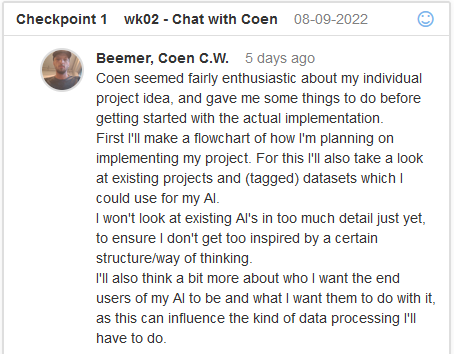 Checkpoint 1 wk02 - Chat with Coen 08-09-2022
Beemer, Coen C.W. 5 days ago
Coen seemed fairly enthusiastic about my individual
project idea, and gave me some things to do before
getting started with the actual implementation.
First I'll make a flowchart of how I'm planning on
implementing my project. For this I'll also take a look
at existing projects and (tagged) datasets which I
could use for my AI.
I won't look at existing AI's in too much detail just yet,
to ensure I don't get too inspired by a certain
structure/way of thinking.
I'll also think a bit more about who I want the end
users of my AI to be and what I want them to do with it,
as this can influence the kind of data processing I'll
have to do.